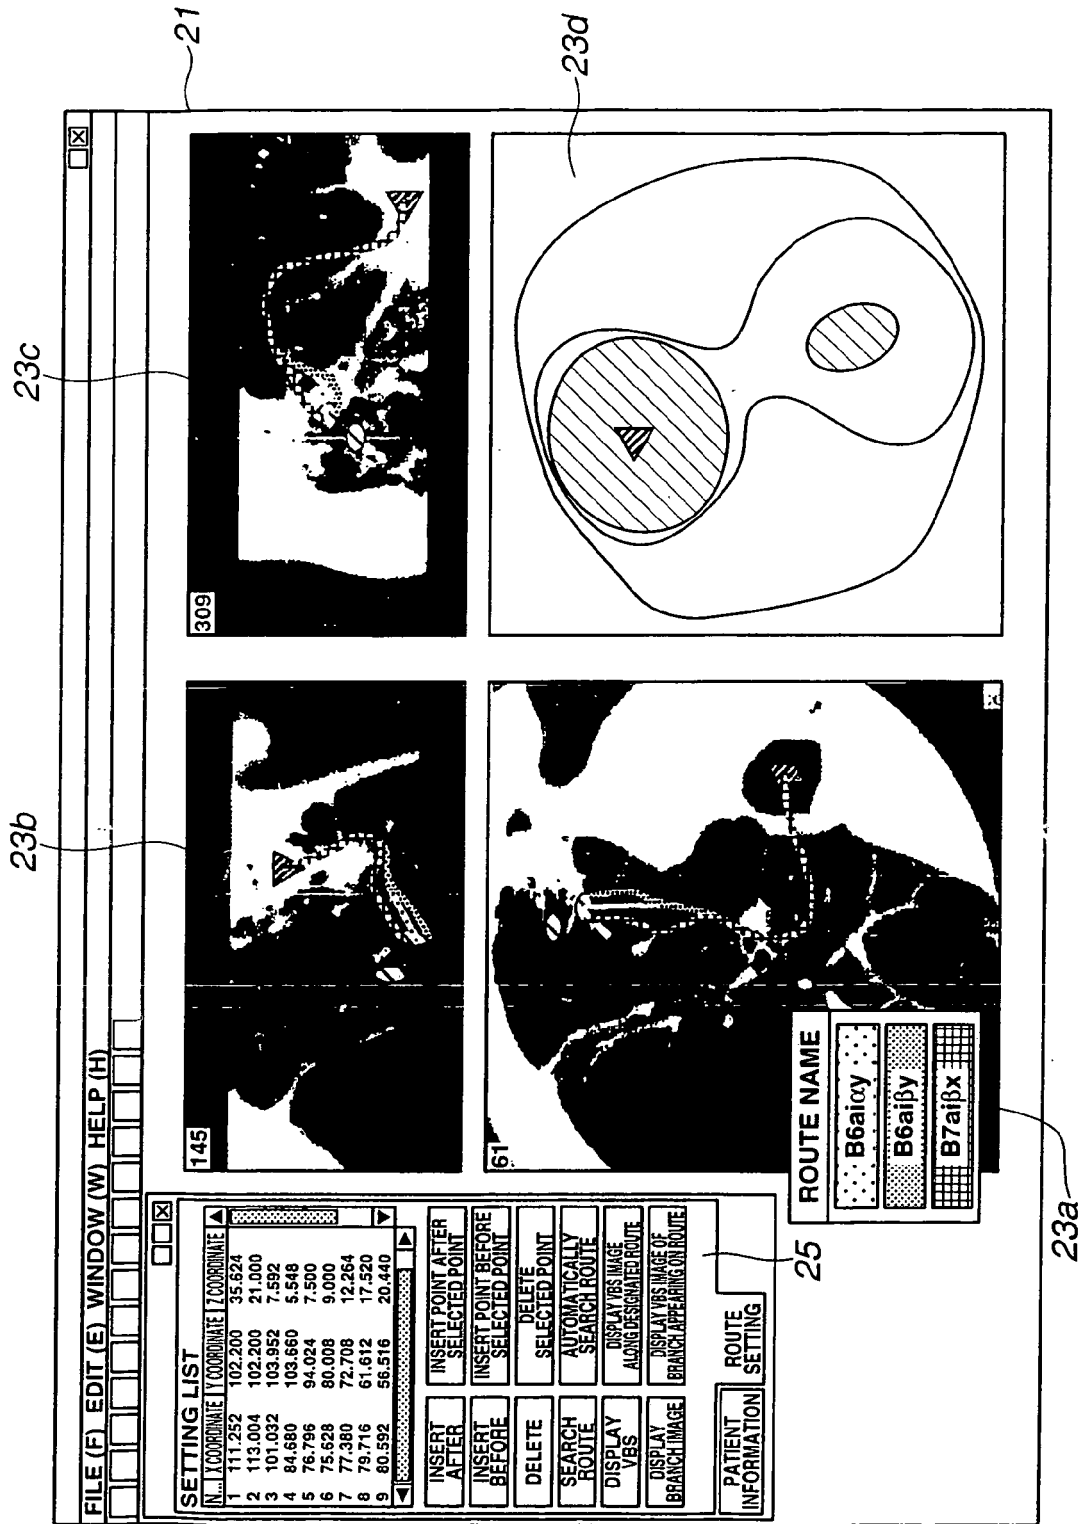 FILE (F) EDIT (E) WINDOW (W) HELP (H)
21
SETTING LIST
N... X COORDINATE Y COORDINATE Z COORDINATE
1 111.252 102.200 35.624
2 113.004 102.200 21.000
3 101.032 103.952 7.592
4 84.680 103.660 5.548
5 76.796 94.024 7.500
6 75.628 80.008 9.000
7 77.380 72.708 12.264
8 79.716 61.612 17.520
9 80.592 56.516 20.440
INSERT AFTER
INSERT POINT AFTER SELECTED POINT
INSERT BEFORE
INSERT POINT BEFORE SELECTED POINT
DELETE
DELETE SELECTED POINT
SEARCH ROUTE
AUTOMATICALLY SEARCH ROUTE
DISPLAY VBS
DISPLAY VBS IMAGE ALONG DESIGNATED ROUTE
DISPLAY BRANCH IMAGE
DISPLAY VBS IMAGE OF BRANCH APPEARING ON ROUTE
PATIENT INFORMATION
ROUTE SETTING
25
145
23b
309
23c
61
23d
ROUTE NAME
B6aiαy
B6aiβy
B7aiβx
23a